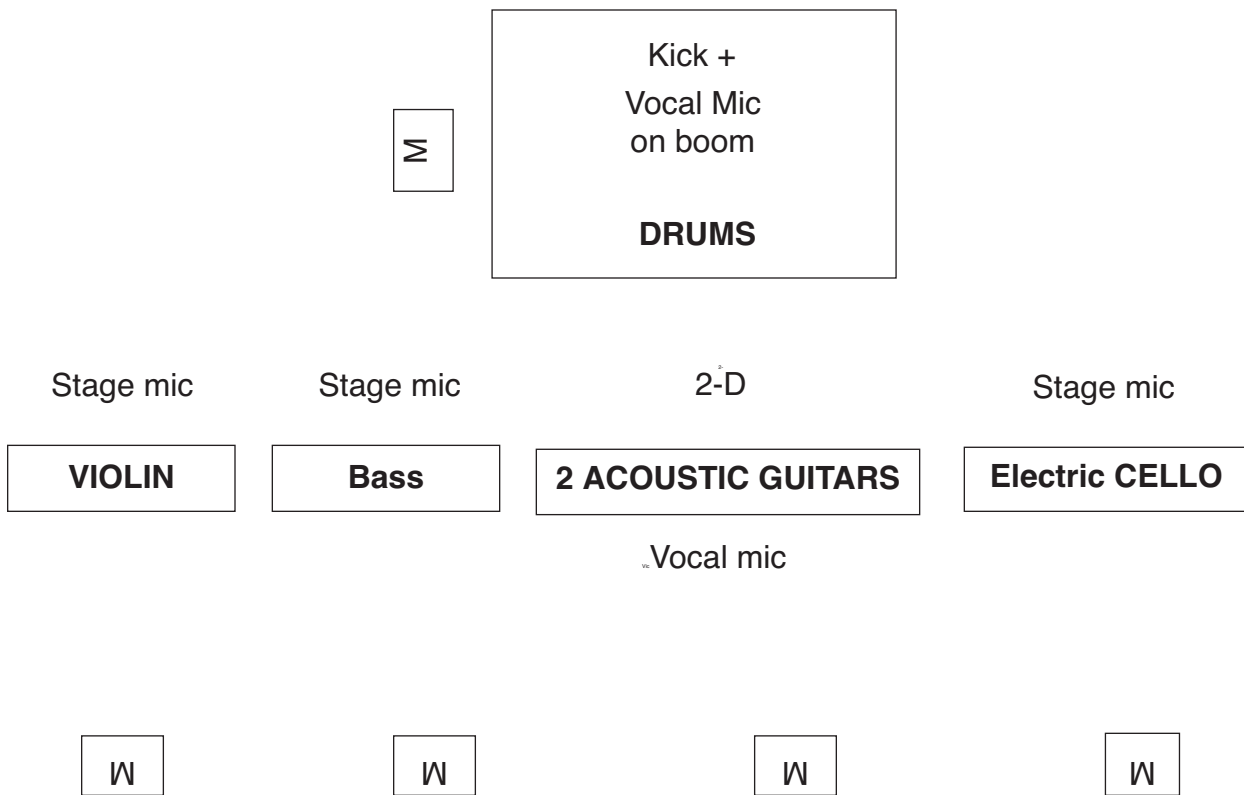 Kick +
Vocal Mic
on boom
M
DRUMS
Stage mic
Stage mic
2-D
Stage mic
VIOLIN
Bass
2 ACOUSTIC GUITARS
Electric CELLO
Vocal mic
M
M
M
M